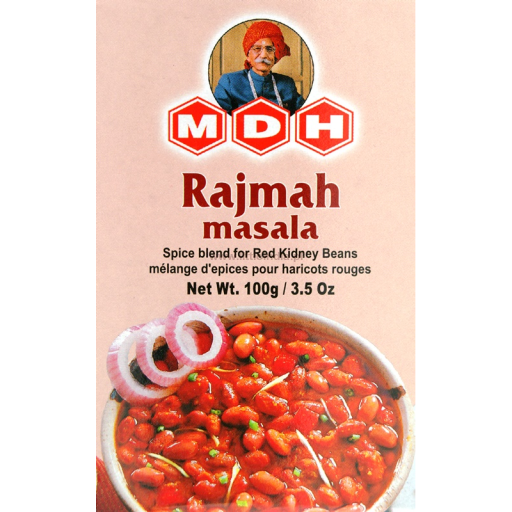 MDH
Rajmah
masala
Spice blend for Red Kidney Beans
mélange d'epices pour haricots rouges
Net Wt. 100g / 3.5 Oz